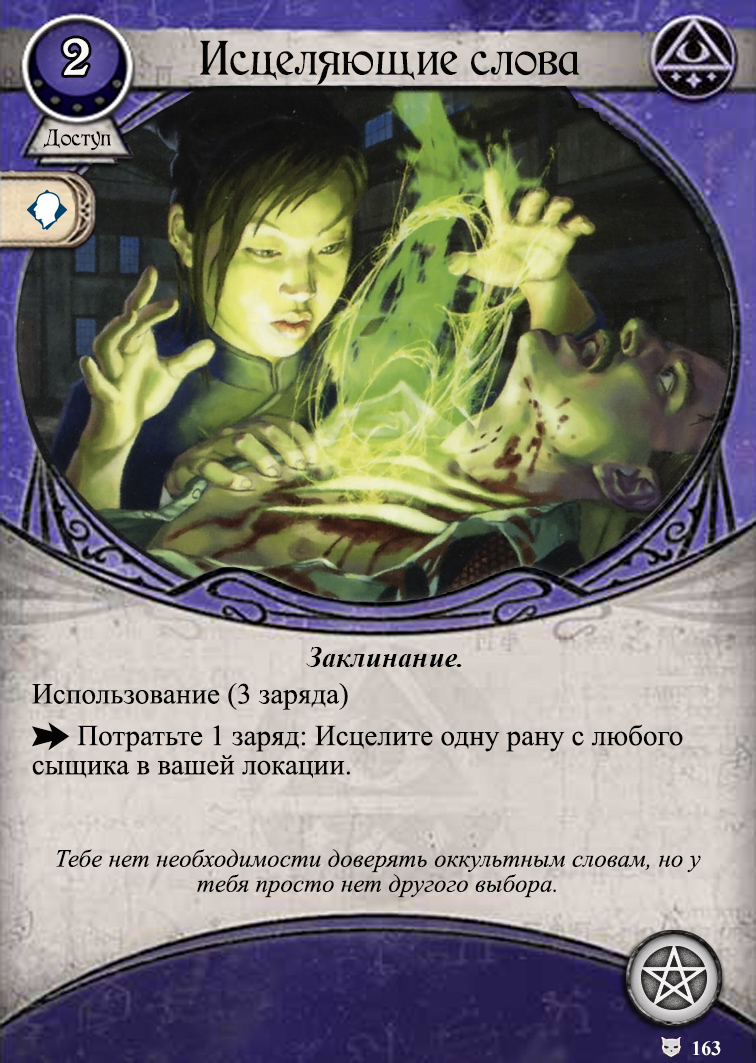 2
Исцеляющие слова
Доступ
Заклинание.
Использование (3 заряда)
Потратьте 1 заряд: Исцелите одну рану с любого
сыщика в вашей локации.
Тебе нет необходимости доверять оккультным словам, но у
тебя просто нет другого выбора.
163